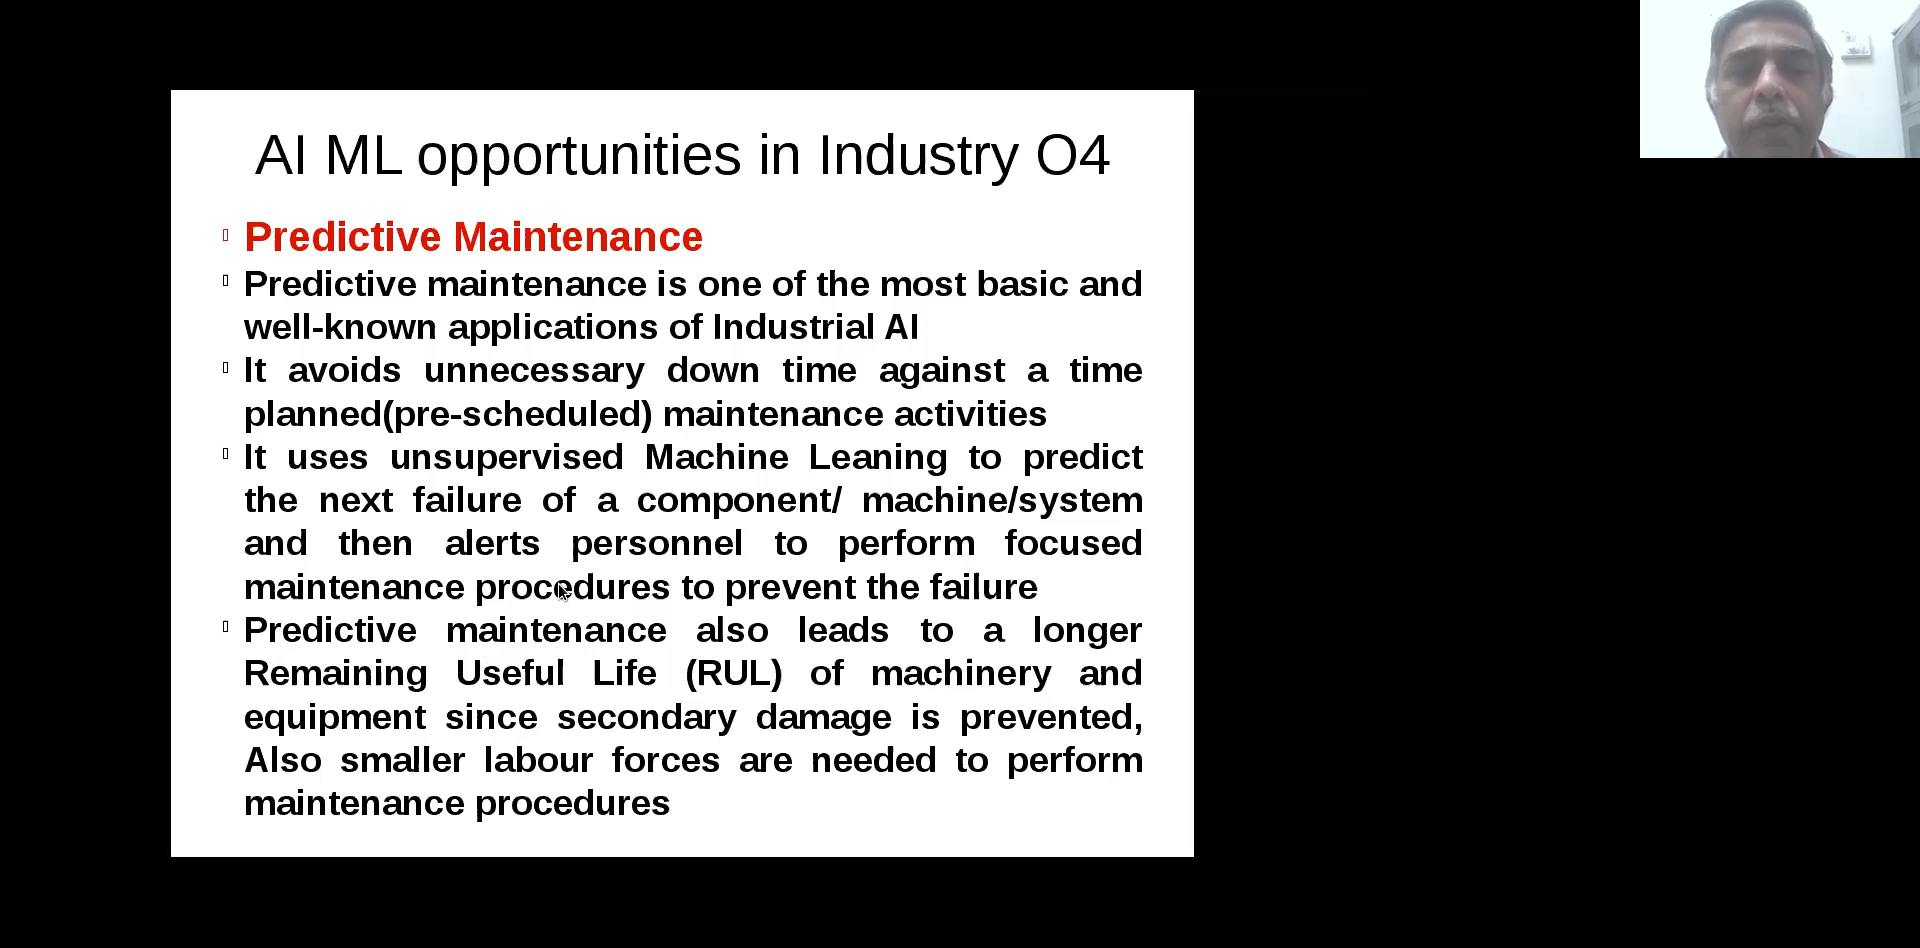 AI ML opportunities in Industry O4
Predictive Maintenance
Predictive maintenance is one of the most basic and
well-known applications of Industrial AI
It avoids unnecessary down time against a time
planned(pre-scheduled) maintenance activities
It uses unsupervised Machine Leaning to predict
the next failure of a component/ machine/system
and then alerts personnel to perform focused
maintenance procedures to prevent the failure
Predictive maintenance also leads to a longer
Remaining Useful Life (RUL) of machinery and
equipment since secondary damage is prevented,
Also smaller labour forces are needed to perform
maintenance procedures